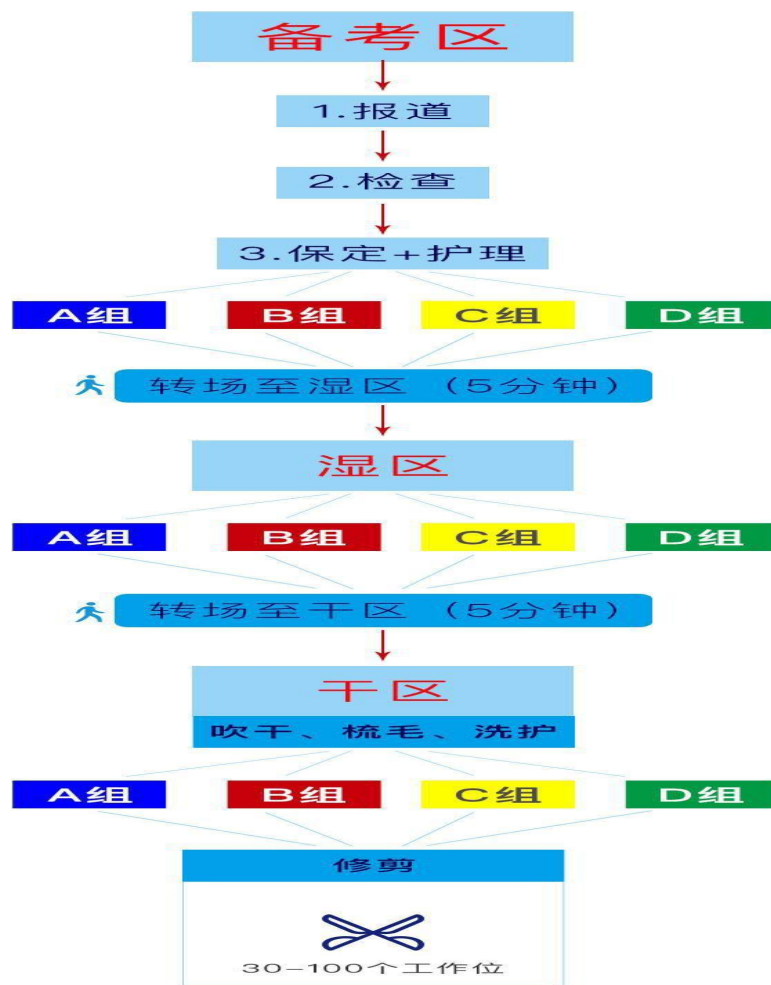 备考区
1.报道
2.检查
3.保定+护理
A组 B组 C组 D组
转场至湿区（5分钟）
湿区
A组 B组 C组 D组
转场至干区（5分钟）
干区
吹干、梳毛、洗护
A组 B组 C组 D组
修剪
30-100个工作位